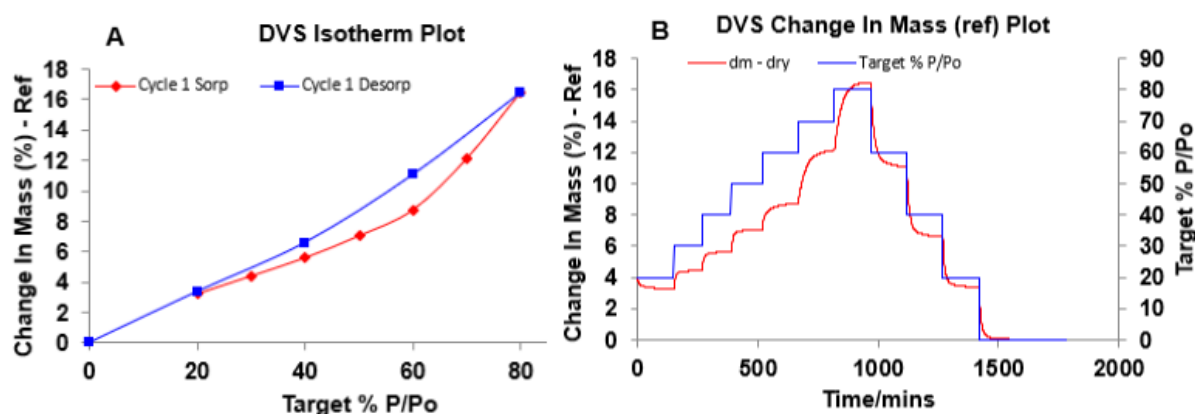 A
DVS Isotherm Plot
Cycle 1 Sorp
Cycle 1 Desorp
Change In Mass (%) - Ref
18
16
14
12
10
8
6
4
2
0
0 20 40 60 80
Target % P/Po
B
DVS Change In Mass (ref) Plot
dm - dry
Target % P/Po
Change In Mass (%) - Ref
18
16
14
12
10
8
6
4
2
0
90
80
70
60
50
40
30
20
10
0
Target % P/Po
0 500 1000 1500 2000
Time/mins